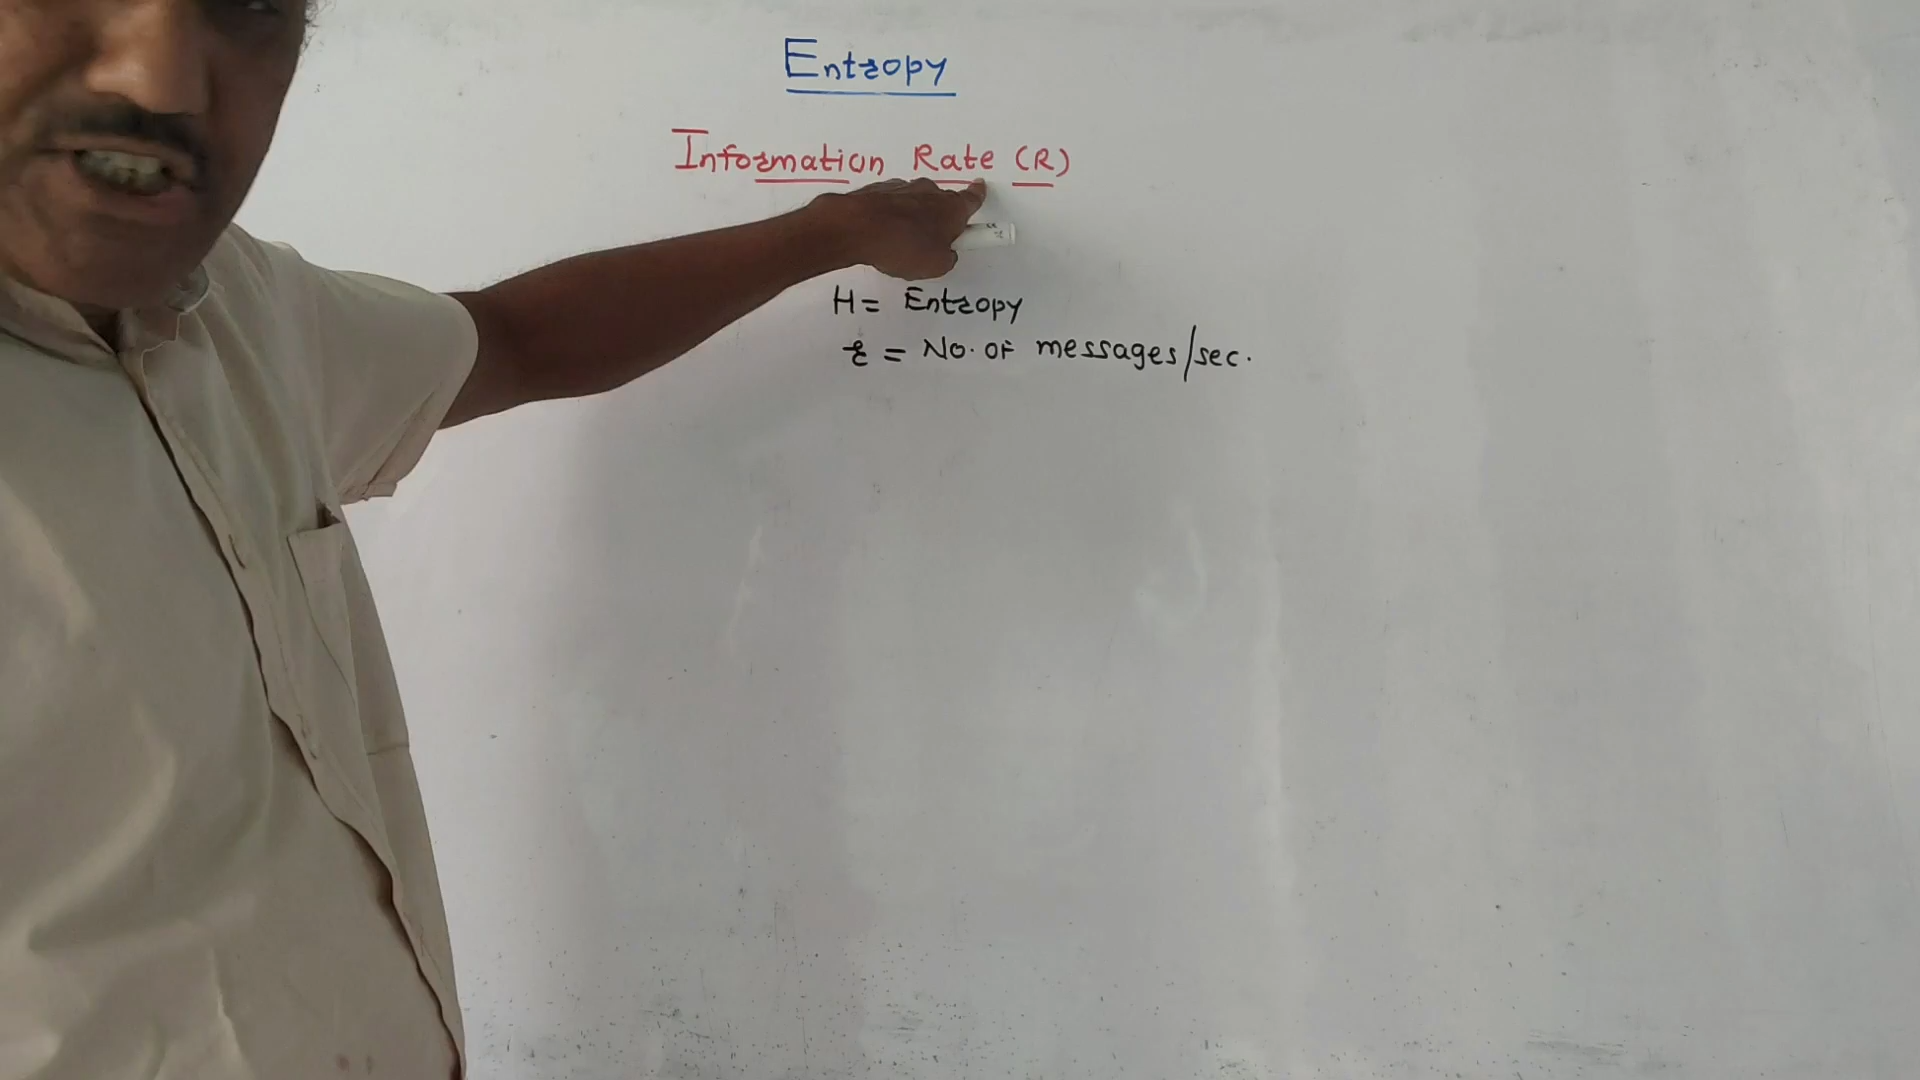 Entropy
Information Rate (R)
H = Entropy
r = No. of messages/sec.